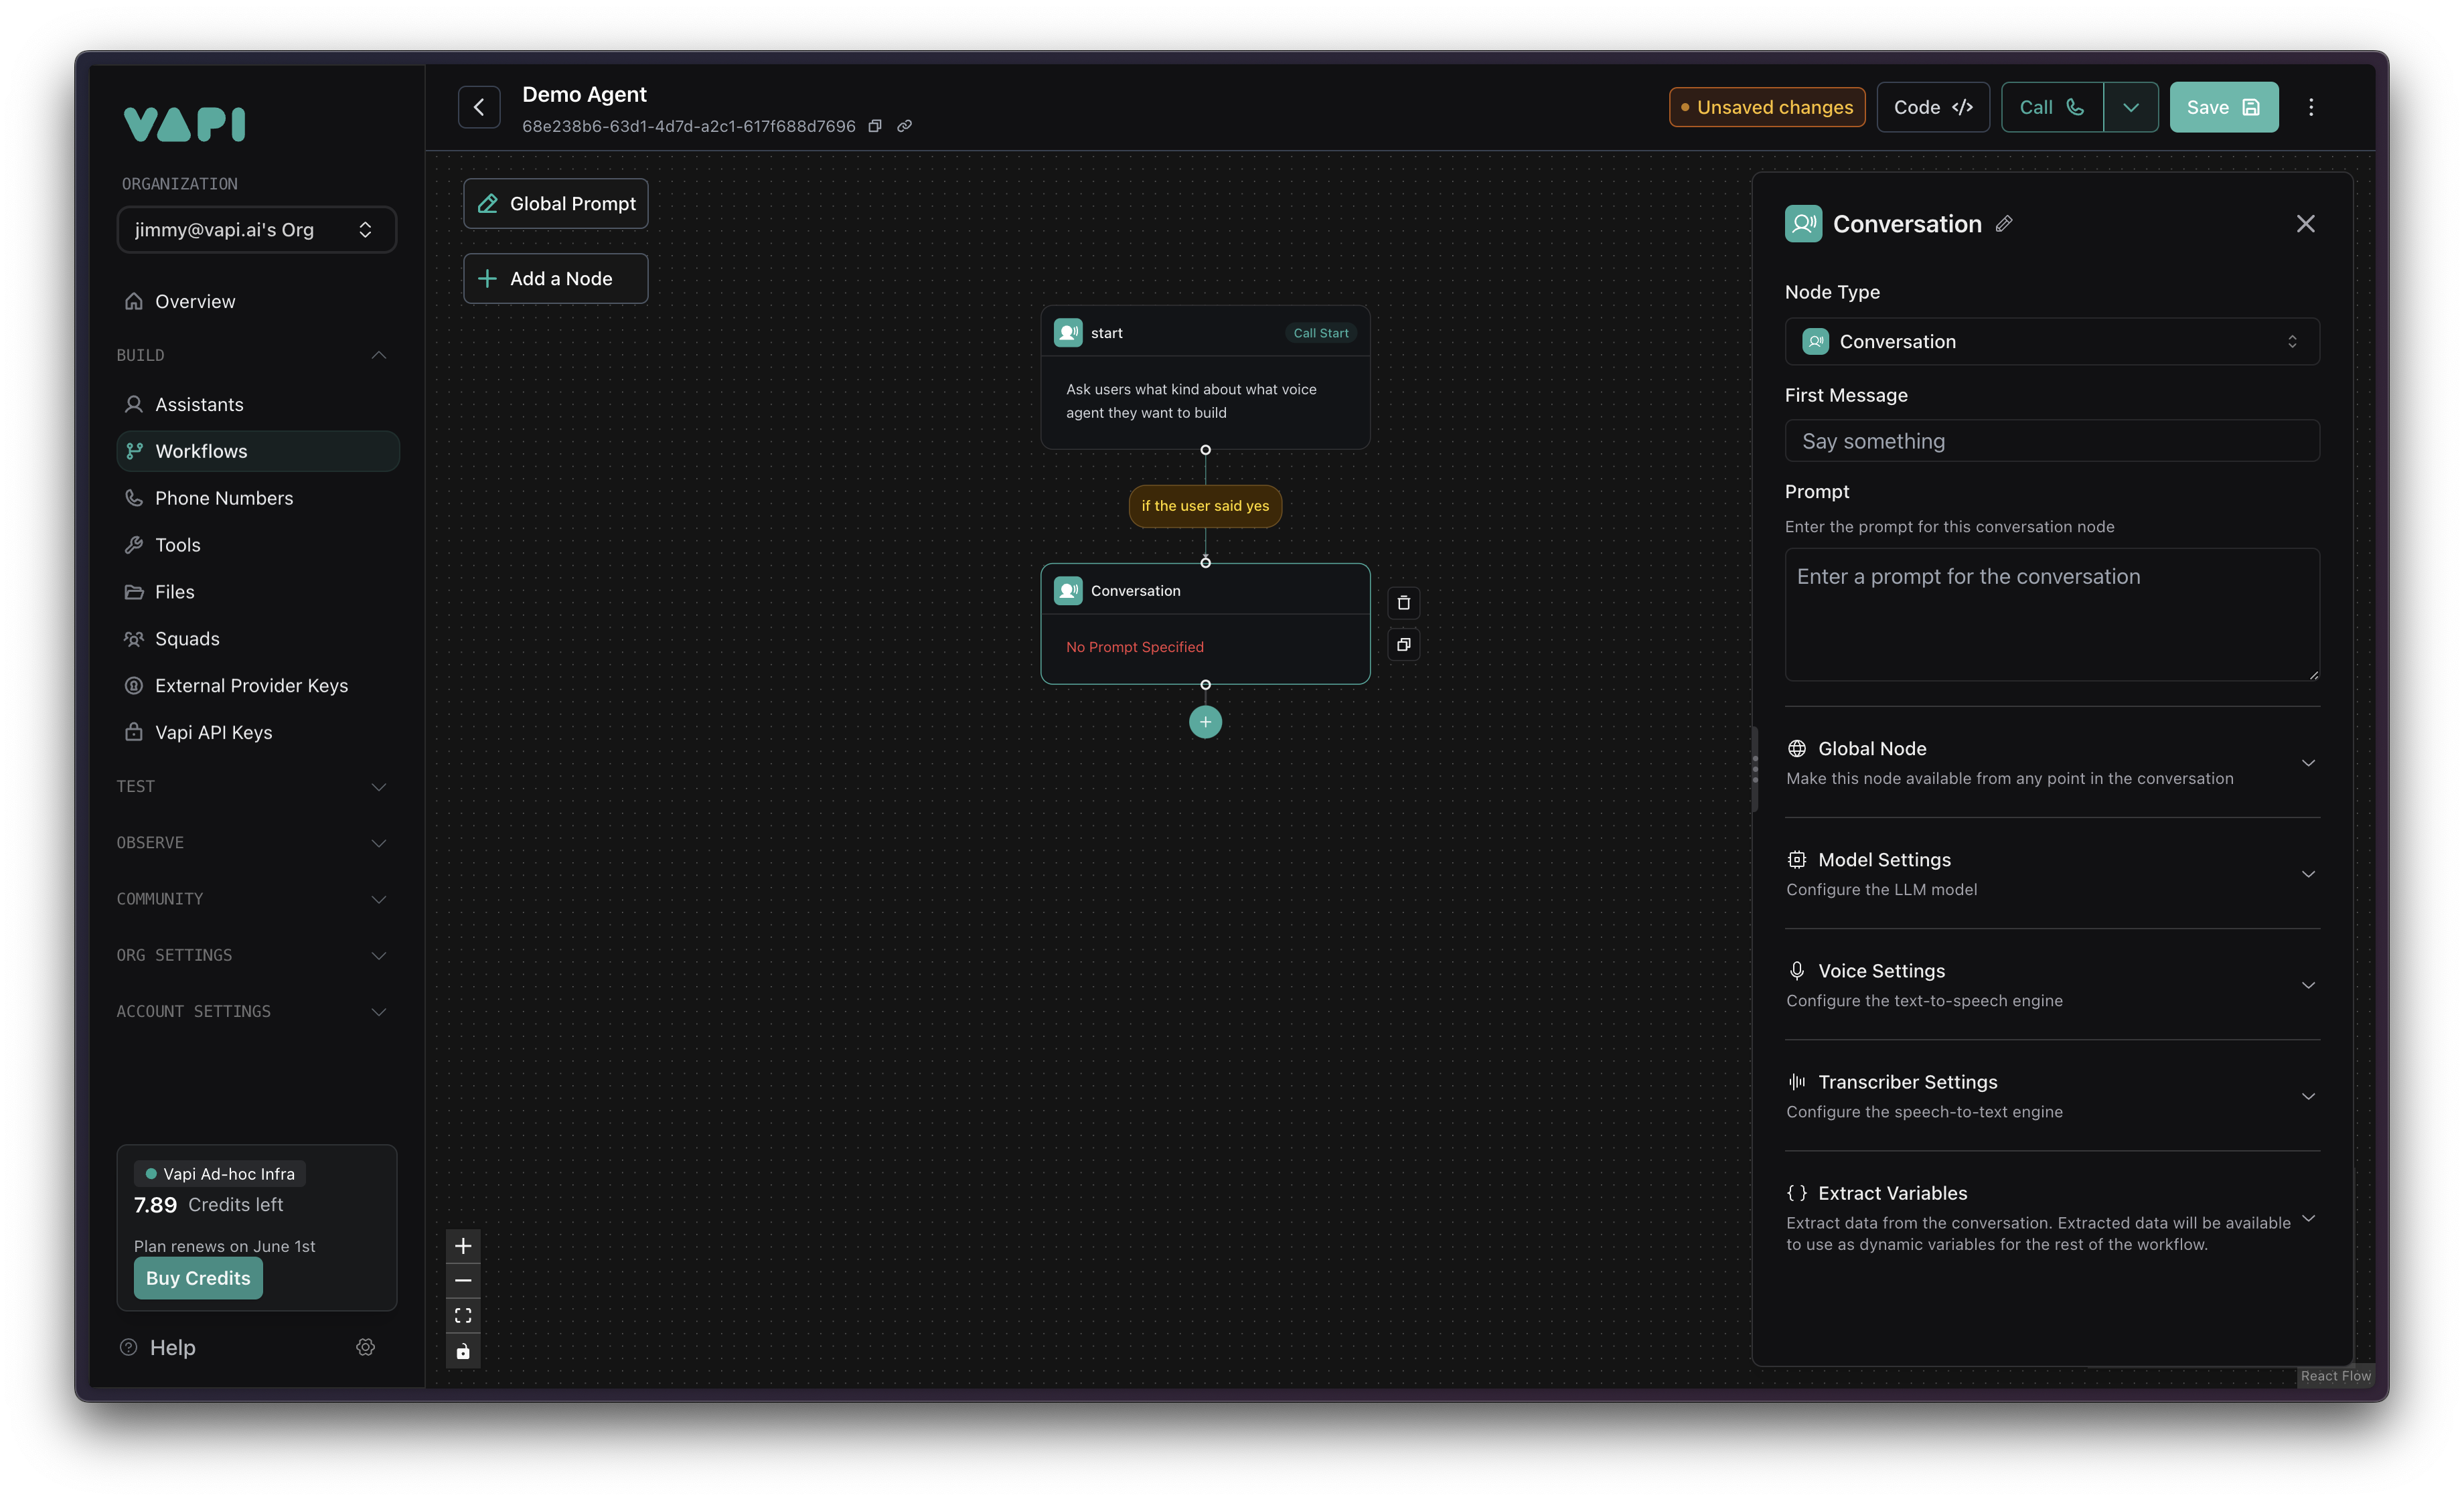 VAPI
ORGANIZATION
jimmy@vapi.ai's Org
Overview
BUILD
Assistants
Workflows
Phone Numbers
Tools
Files
Squads
External Provider Keys
Vapi API Keys
TEST
OBSERVE
COMMUNITY
ORG SETTINGS
ACCOUNT SETTINGS
Vapi Ad-hoc Infra
7.89 Credits left
Plan renews on June 1st
Buy Credits
Help
Demo Agent
68e238b6-63d1-4d7d-a2c1-617f688d7696
Unsaved changes
Code </>
Call
Save
Global Prompt
Add a Node
start
Call Start
Ask users what kind about what voice
agent they want to build
if the user said yes
Conversation
No Prompt Specified
Conversation
Node Type
Conversation
First Message
Say something
Prompt
Enter the prompt for this conversation node
Enter a prompt for the conversation
Global Node
Make this node available from any point in the conversation
Model Settings
Configure the LLM model
Voice Settings
Configure the text-to-speech engine
Transcriber Settings
Configure the speech-to-text engine
{ } Extract Variables
Extract data from the conversation. Extracted data will be available
to use as dynamic variables for the rest of the workflow.
React Flow